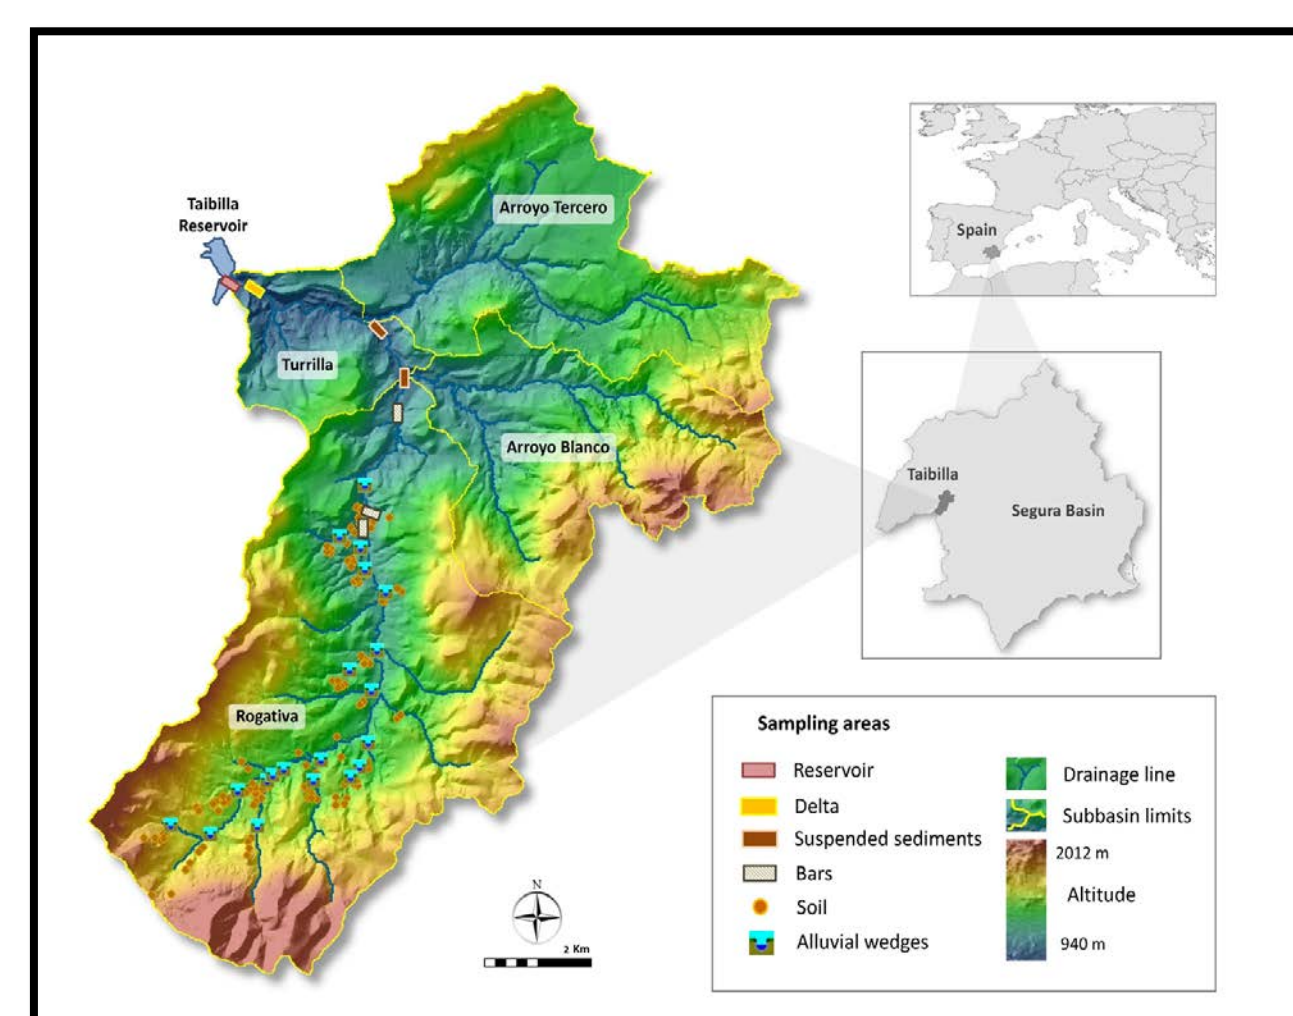 Taibilla
Reservoir
Arroyo Tercero
Turrilla
Arroyo Blanco
Rogativa
N
2 Km
Spain
Taibilla
Segura Basin
Sampling areas
Reservoir
Delta
Suspended sediments
Bars
Soil
Alluvial wedges
Drainage line
Subbasin limits
2012 m
Altitude
940 m